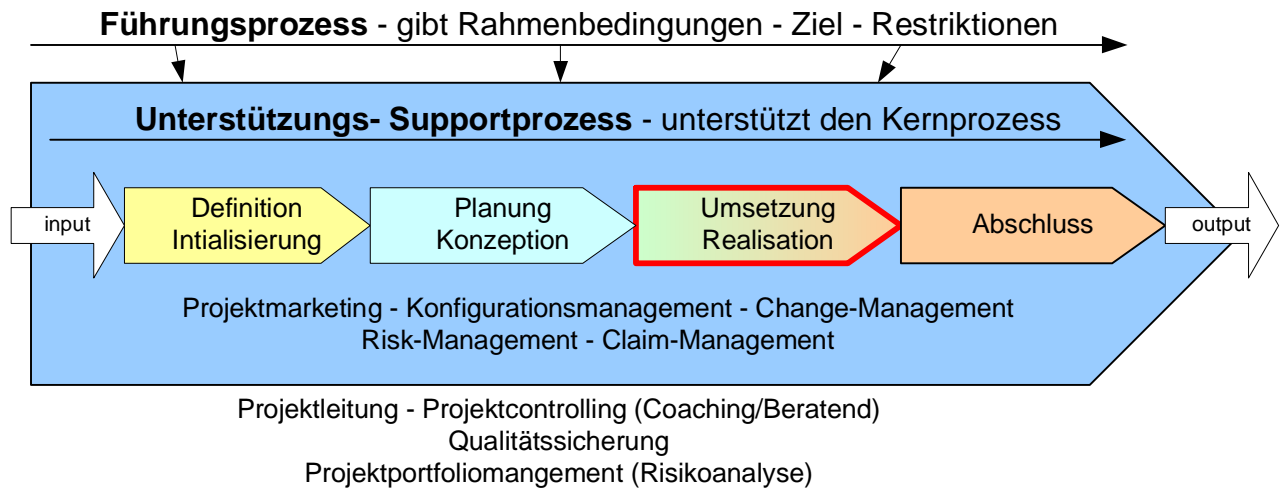 Führungsprozess - gibt Rahmenbedingungen - Ziel - Restriktionen
Unterstützungs- Supportprozess - unterstützt den Kernprozess
input
Definition
Intialisierung
Planung
Konzeption
Umsetzung
Realisation
Abschluss
output
Projektmarketing - Konfigurationsmanagement - Change-Management
Risk-Management - Claim-Management
Projektleitung - Projektcontrolling (Coaching/Beratend)
Qualitätssicherung
Projektportfoliomangement (Risikoanalyse)